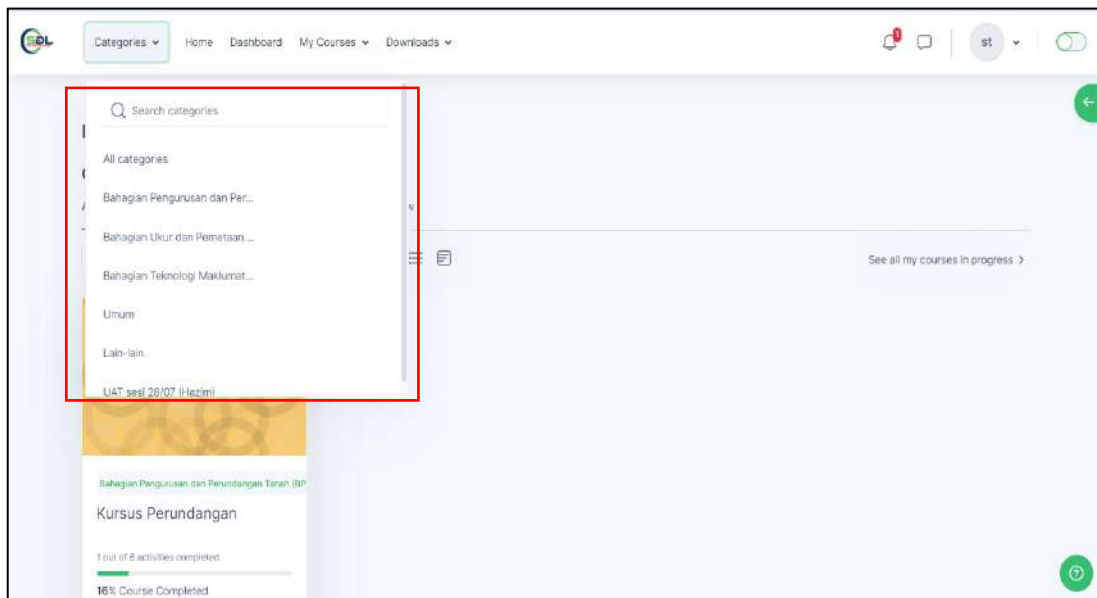 SDL
Categories
Home
Dashboard
My Courses
Downloads
1
st
Search categories
All categories
Bahagian Pengurusan dan Per...
Bahagian Ukur dan Pemetaan ...
Bahagian Teknologi Maklumat...
Umum
Lain-lain
UAT sesi 28/07 (Hazim)
w
See all my courses in progress
Bahagian Pengurusan dan Perundangan Tanah (BP
Kursus Perundangan
1 out of 6 activities completed
16% Course Completed